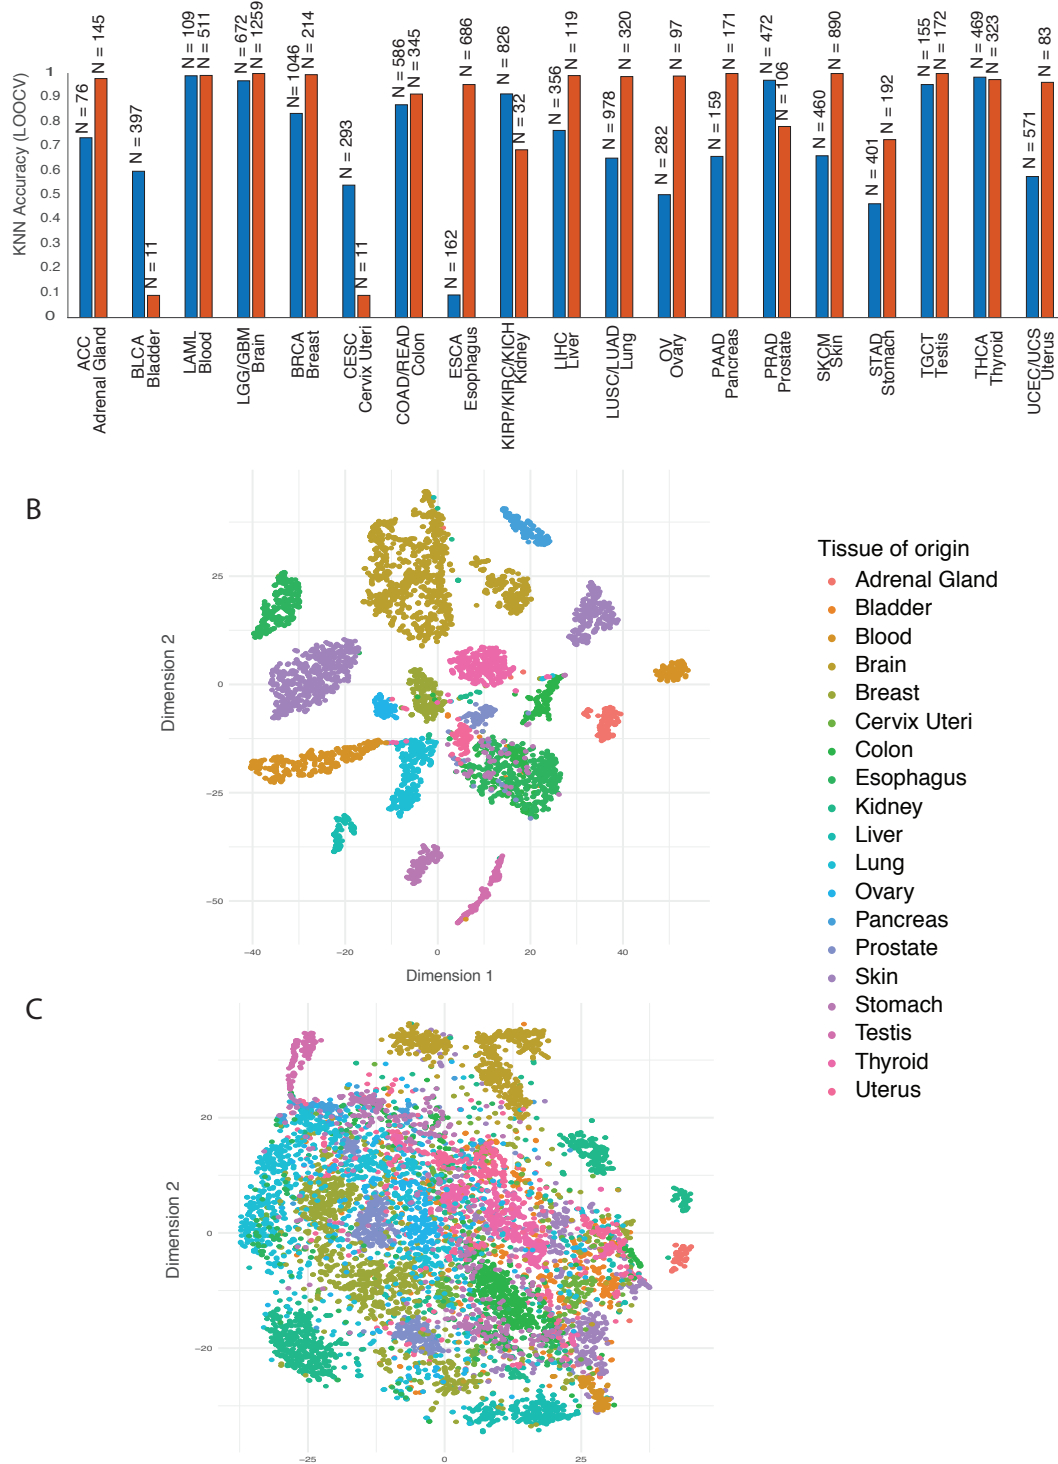 KNN Accuracy (LOOCV)
1
0.9
0.8
0.7
0.6
0.5
0.4
0.3
0.2
0.1
0
N = 76
N = 145
N = 397
N = 11
N = 109
N = 511
N = 672
N = 1259
N= 1046
N = 214
N = 293
N = 11
N = 586
N = 345
N = 162
N = 686
N = 826
N = 32
N = 356
N = 119
N = 978
N = 320
N = 282
N = 97
N = 159
N = 171
N = 472
N = 106
N = 460
N = 890
N = 401
N = 192
N = 155
N = 172
N = 469
N = 323
N = 571
N = 83
ACC
Adrenal Gland
BLCA
Bladder
LAML
Blood
LGG/GBM
Brain
BRCA
Breast
CESC
Cervix Uteri
COAD/READ
Colon
ESCA
Esophagus
KIRP/KIRC/KICH
Kidney
LIHC
Liver
LUSC/LUAD
Lung
OV
Ovary
PAAD
Pancreas
PRAD
Prostate
SKCM
Skin
STAD
Stomach
TGCT
Testis
THCA
Thyroid
UCEC/UCS
Uterus
B
Dimension 2
25
0
−25
−50
−40
−20
0
20
40
Dimension 1
Tissue of origin
Adrenal Gland
Bladder
Blood
Brain
Breast
Cervix Uteri
Colon
Esophagus
Kidney
Liver
Lung
Ovary
Pancreas
Prostate
Skin
Stomach
Testis
Thyroid
Uterus
C
Dimension 2
20
0
−20
−25
0
25